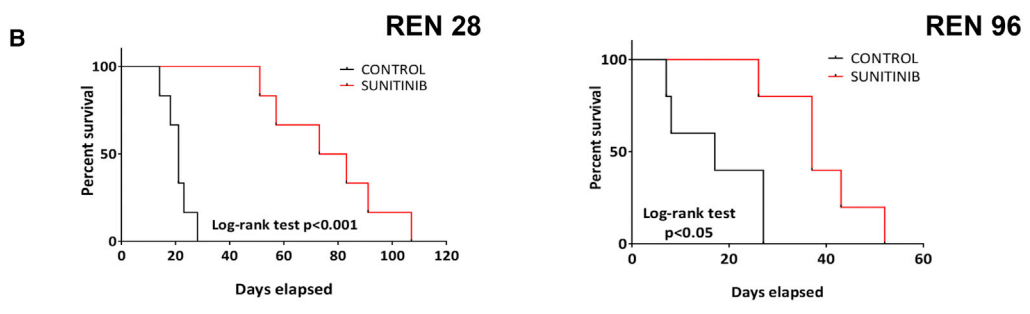 B
REN 28
100
50
0
Percent survival
CONTROL
SUNITINIB
Log-rank test p<0.001
0 20 40 60 80 100 120
Days elapsed
REN 96
100
50
0
Percent survival
CONTROL
SUNITINIB
Log-rank test
p<0.05
0 20 40 60
Days elapsed